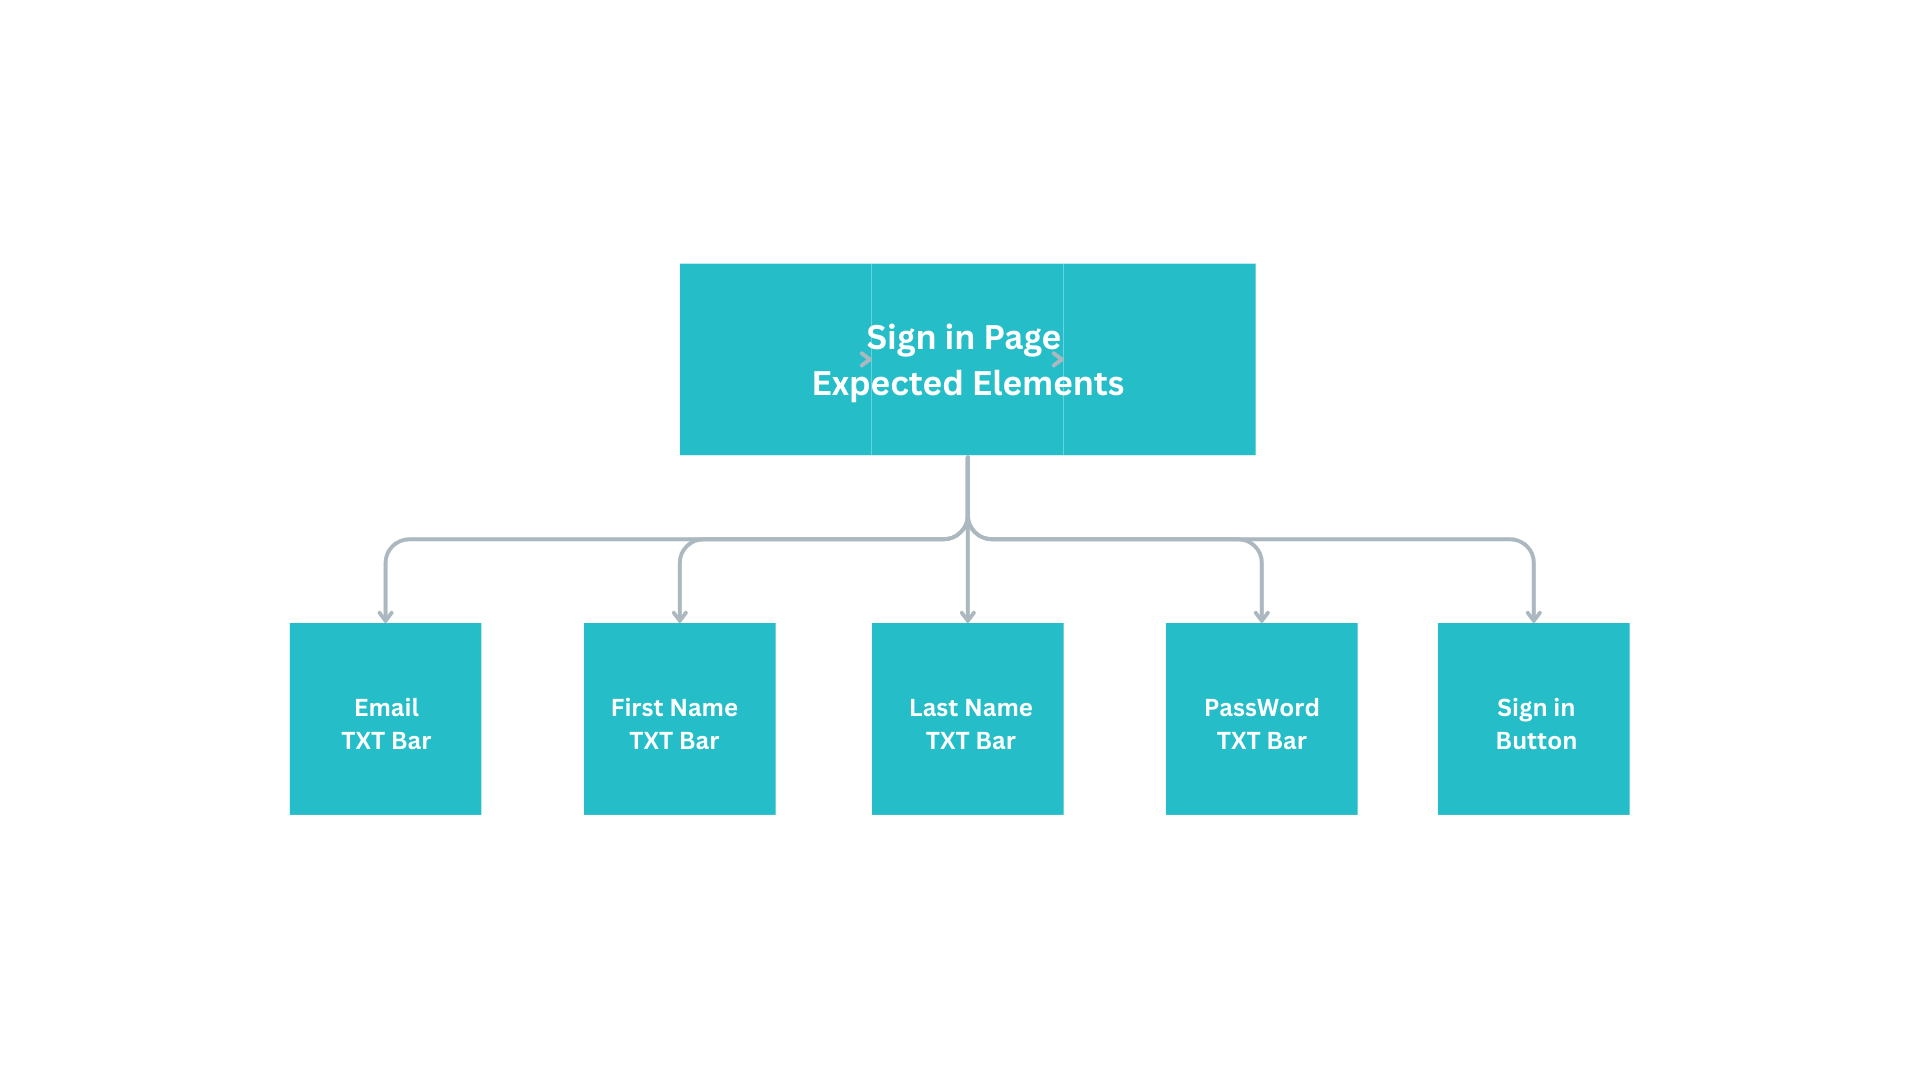 Sign in Page
Expected Elements
Email
TXT Bar
First Name
TXT Bar
Last Name
TXT Bar
PassWord
TXT Bar
Sign in
Button